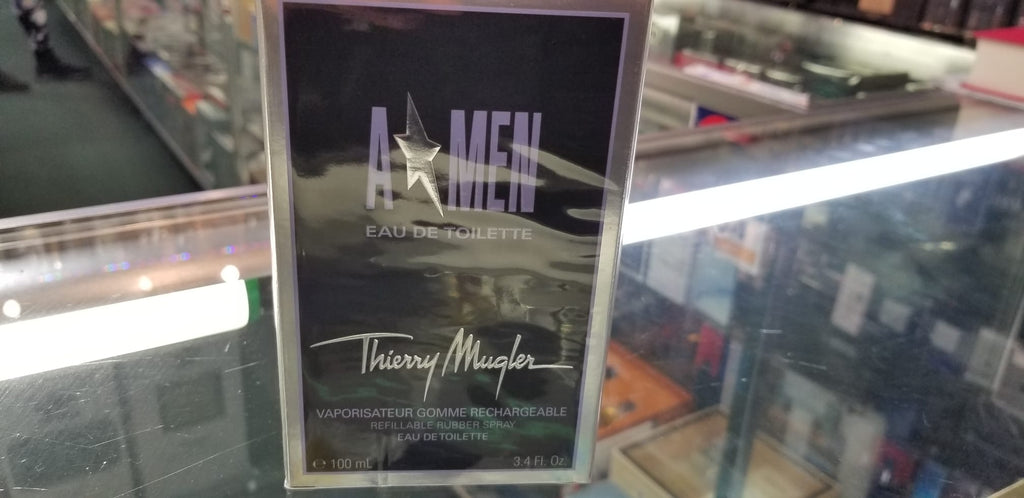 A MEN
EAU DE TOILETTE
Thierry Mugler
VAPORISATEUR GOMME RECHARGEABLE
REFILLABLE RUBBER SPRAY
EAU DE TOILETTE
℮ 100 mL 3.4 Fl. Oz.